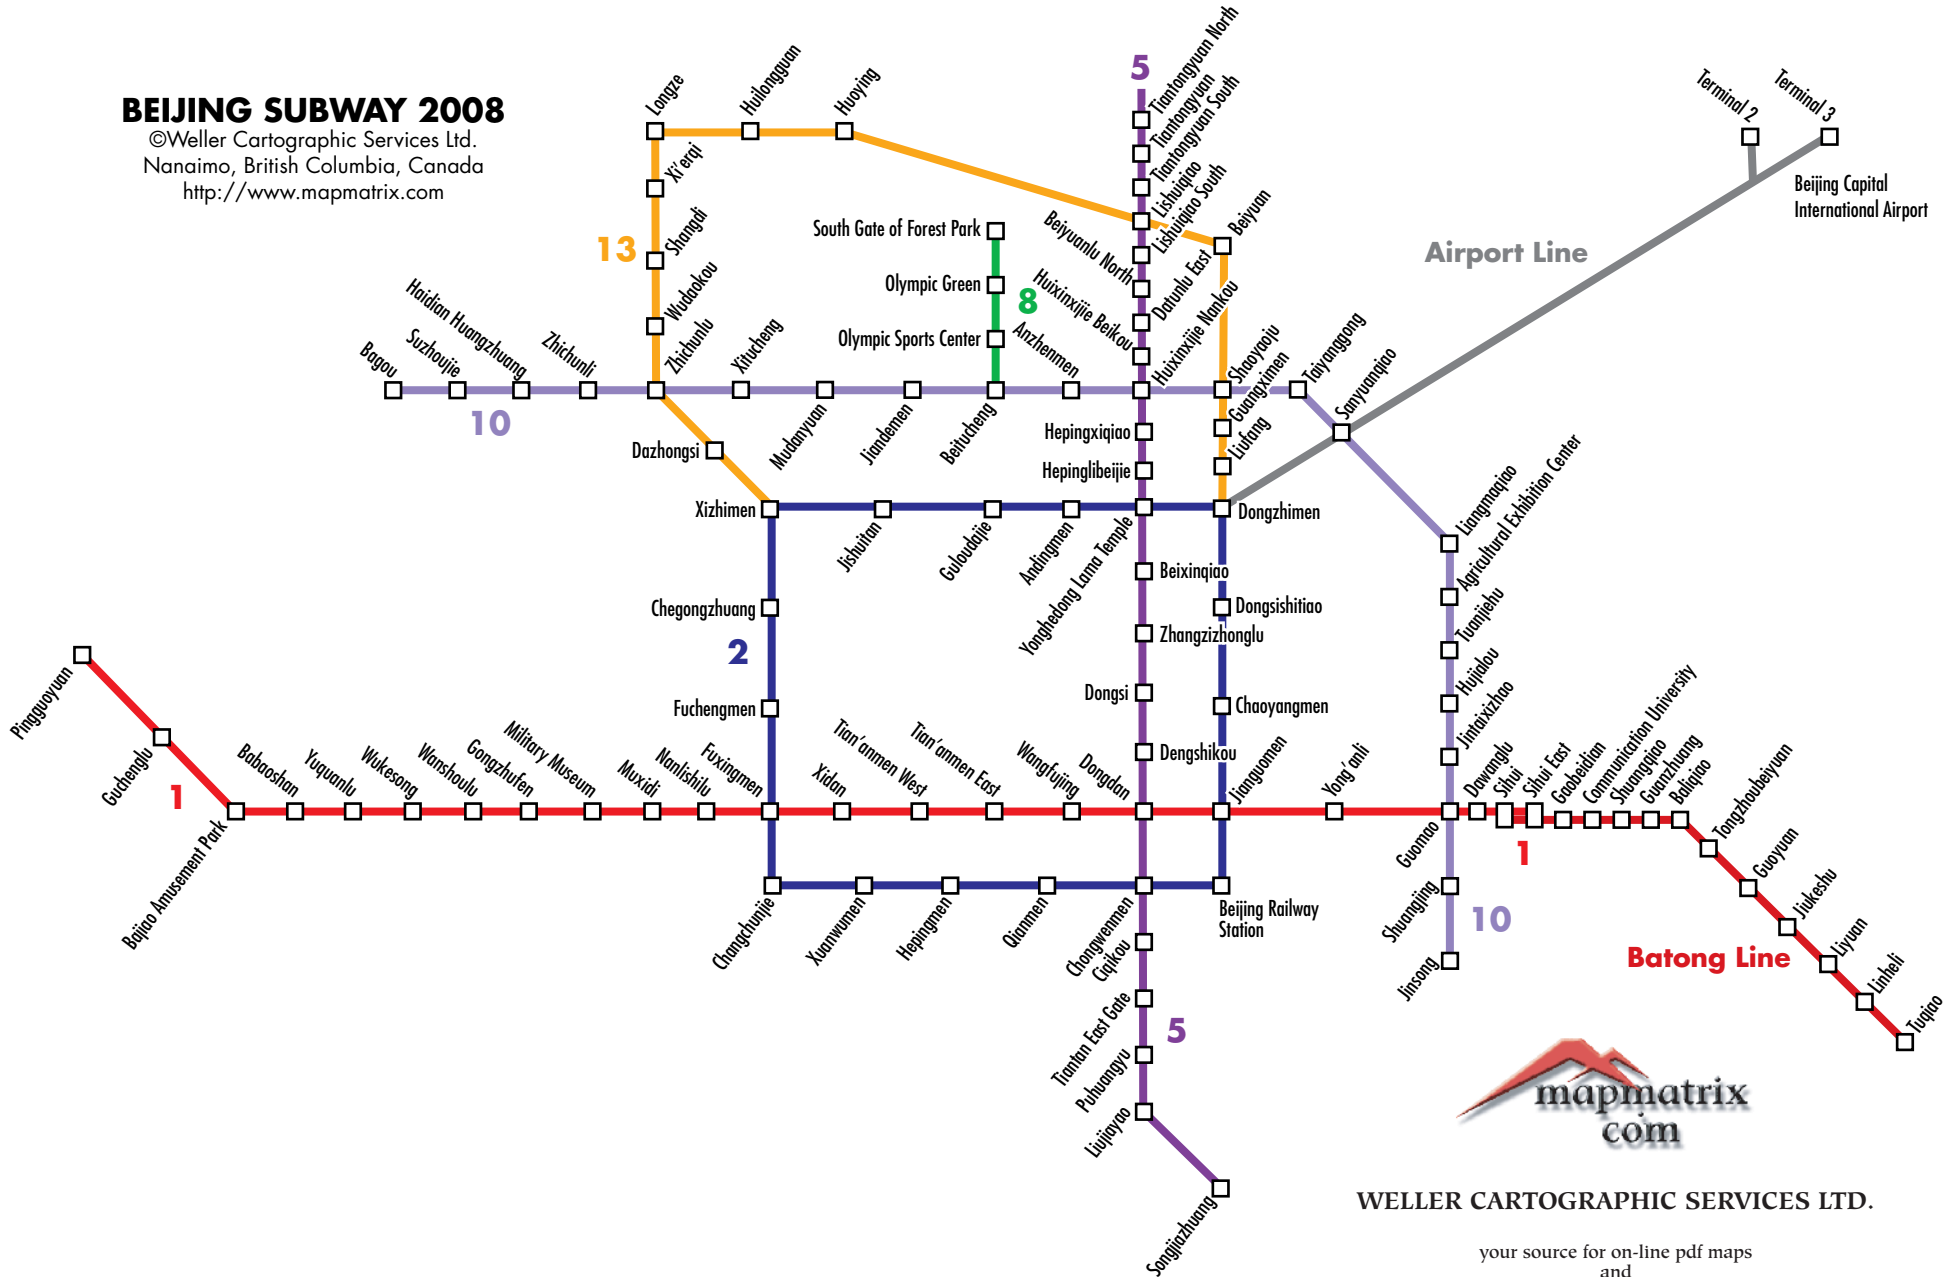 BEIJING SUBWAY 2008
©Weller Cartographic Services Ltd.
Nanaimo, British Columbia, Canada
http://www.mapmatrix.com
Longze
Huilongguan
Huoying
Xi'erqi
13
Shangdi
Wudaokou
Zhichunlu
5
Tiantongyuan North
Tiantongyuan
Tiantongyuan South
Lishuiqiao
Lishuiqiao South
Beiyuan
Beiyuanlu North
Datunlu East
Huixinxijie Beikou
Huixinxijie Nankou
Terminal 2
Terminal 3
Beijing Capital
International Airport
Airport Line
South Gate of Forest Park
Olympic Green
8
Olympic Sports Center
Bagou
Suzhoujie
Haidian Huangzhuang
Zhichunli
10
Xitucheng
Mudanyuan
Jiandemen
Beitucheng
Anzhenmen
Shaoyaoju
Guangximen
Liufang
Taiyanggong
Sanyuanqiao
Dazhongsi
Hepingxiqiao
Hepinglibeijie
Xizhimen
Jishuitan
Guloudajie
Andingmen
Yonghedong Lama Temple
Dongzhimen
Liangmaqiao
Agricultural Exhibition Center
Tuanjiehu
Hujialou
Jintaixizhao
Beixinqiao
Chegongzhuang
Dongsishitiao
Zhangzizhonglu
2
Dongsi
Fuchengmen
Chaoyangmen
Dengshikou
Pingguoyuan
Guchenglu
1
Bajiao Amusement Park
Babaoshan
Yuquanlu
Wukesong
Wanshoulu
Gongzhufen
Military Museum
Muxidi
Nanlishilu
Fuxingmen
Xidan
Tian'anmen West
Tian'anmen East
Wangfujing
Dongdan
Jianguomen
Yong'anli
Guomao
Dawanglu
Sihui
Sihui East
Gaobeidian
Communication University
Shuangqiao
Guanzhuang
Baliqiao
Tongzhoubeiyuan
Guoyuan
Jiukeshu
Liyuan
Linheli
Tuqiao
1
Batong Line
Changchunjie
Xuanwumen
Hepingmen
Qianmen
Chongwenmen
Beijing Railway
Station
Shuangjing
10
Jinsong
Ciqikou
Tiantan East Gate
5
Puhuangyu
Liujiayao
Songjiazhuang
mapmatrix
com
WELLER CARTOGRAPHIC SERVICES LTD.
your source for on-line pdf maps
and